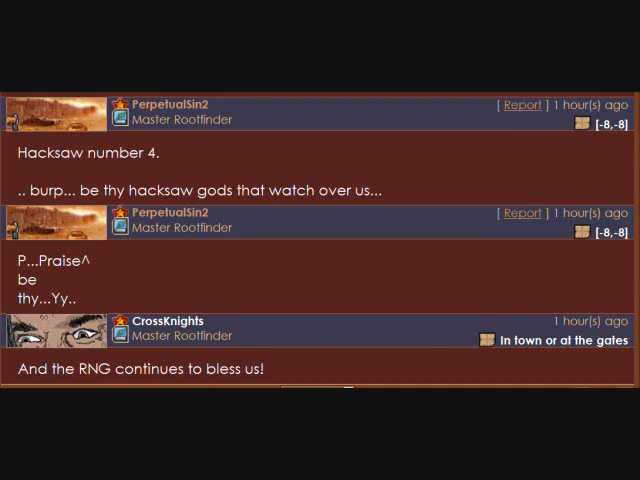 PerpetualSin2 [ Report ] 1 hour(s) ago
Master Rootfinder [-8,-8]
Hacksaw number 4.
.. burp... be thy hacksaw gods that watch over us...
PerpetualSin2 [ Report ] 1 hour(s) ago
Master Rootfinder [-8,-8]
P...Praise^
be
thy...Yy..
CrossKnights 1 hour(s) ago
Master Rootfinder In town or at the gates
And the RNG continues to bless us!